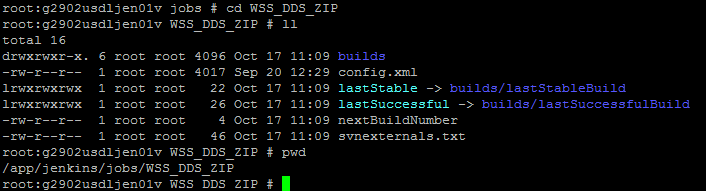 root:g2902usdljen01v jobs # cd WSS_DDS_ZIP
root:g2902usdljen01v WSS_DDS_ZIP # ll
total 16
drwxrwxr-x. 6 root root 4096 Oct 17 11:09 builds
-rw-r--r--  1 root root 4017 Sep 20 12:29 config.xml
lrwxrwxrwx  1 root root   22 Oct 17 11:09 lastStable -> builds/lastStableBuild
lrwxrwxrwx  1 root root   26 Oct 17 11:09 lastSuccessful -> builds/lastSuccessfulBuild
-rw-r--r--  1 root root    4 Oct 17 11:09 nextBuildNumber
-rw-r--r--  1 root root   46 Oct 17 11:09 svnexternals.txt
root:g2902usdljen01v WSS_DDS_ZIP # pwd
/app/jenkins/jobs/WSS_DDS_ZIP
root:g2902usdljen01v WSS_DDS_ZIP #